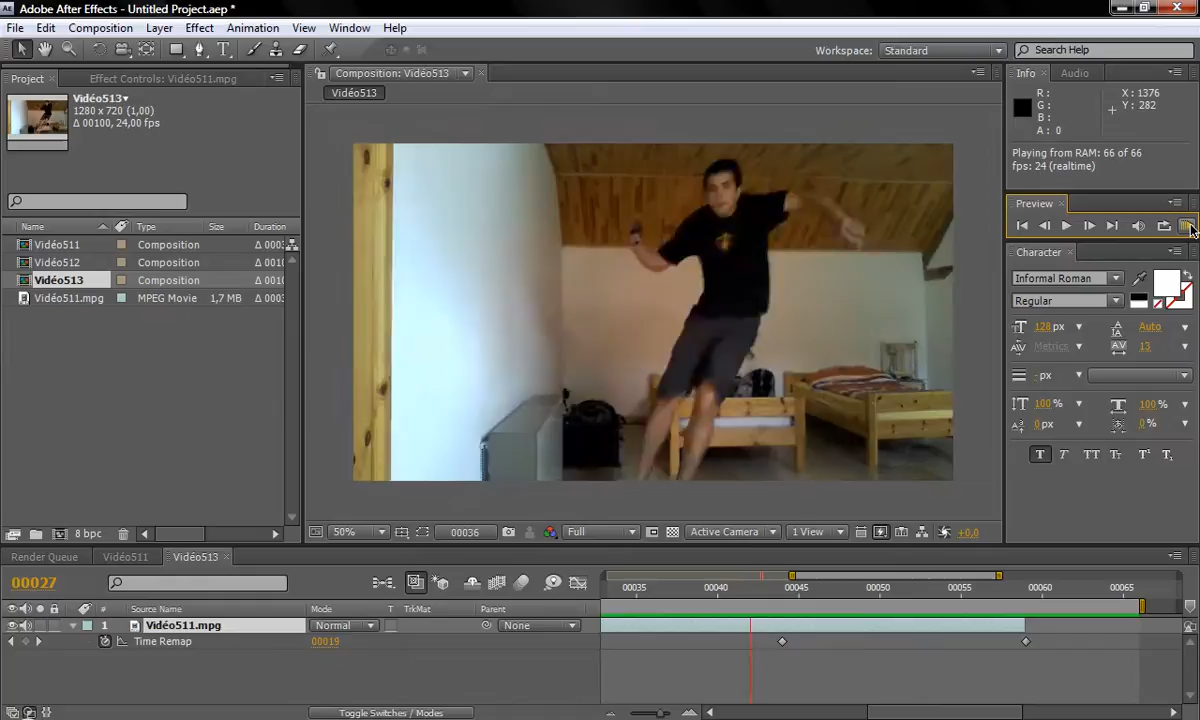 Adobe After Effects - Untitled Project.aep *
File Edit Composition Layer Effect Animation View Window Help
Workspace: Standard Search Help
Project Effect Controls: Vidéo511.mpg
Vidéo513
1280 x 720 (1,00)
Δ 00100, 24,00 fps
Name Type Size Duration
Vidéo511 Composition
Vidéo512 Composition
Vidéo513 Composition
Vidéo511.mpg MPEG Movie 1,7 MB
8 bpc
Composition: Vidéo513
Vidéo513
50% 00036 Full Active Camera 1 View +0,0
Info Audio
R : X : 1376
G : Y : 282
B :
A : 0
Playing from RAM: 66 of 66
fps: 24 (realtime)
Preview
Character
Informal Roman
Regular
128 px Auto
Metrics 13
- px
100 % 100 %
0 px 0 %
T T TT Tr T¹ T₁
Render Queue Vidéo511 Vidéo513
00027
# Source Name Mode T TrkMat Parent
1 Vidéo511.mpg Normal None
Time Remap 00019
00035 00040 00045 00050 00055 00060 00065
Toggle Switches / Modes